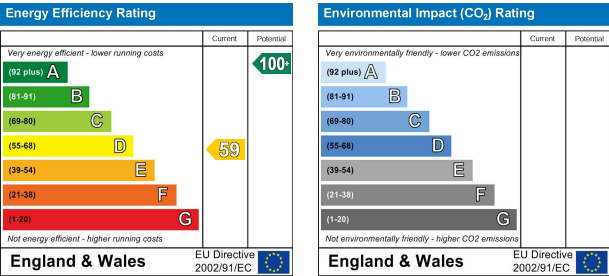 Energy Efficiency Rating
Current Potential
Very energy efficient - lower running costs
(92 plus) A
100+
(81-91) B
(69-80) C
(55-68) D
59
(39-54) E
(21-38) F
(1-20) G
Not energy efficient - higher running costs
England & Wales
EU Directive
2002/91/EC
Environmental Impact (CO2) Rating
Current Potential
Very environmentally friendly - lower CO2 emissions
(92 plus) A
(81-91) B
(69-80) C
(55-68) D
(39-54) E
(21-38) F
(1-20) G
Not environmentally friendly - higher CO2 emissions
England & Wales
EU Directive
2002/91/EC